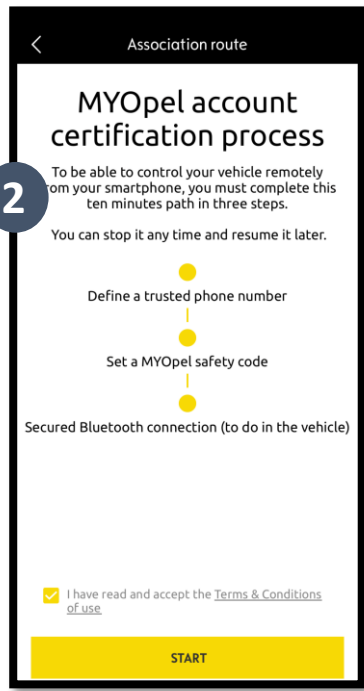 Association route
MYOpel account
certification process
To be able to control your vehicle remotely
om your smartphone, you must complete this
ten minutes path in three steps.
2
You can stop it any time and resume it later.
Define a trusted phone number
Set a MYOpel safety code
Secured Bluetooth connection (to do in the vehicle)
I have read and accept the Terms & Conditions
of use
START